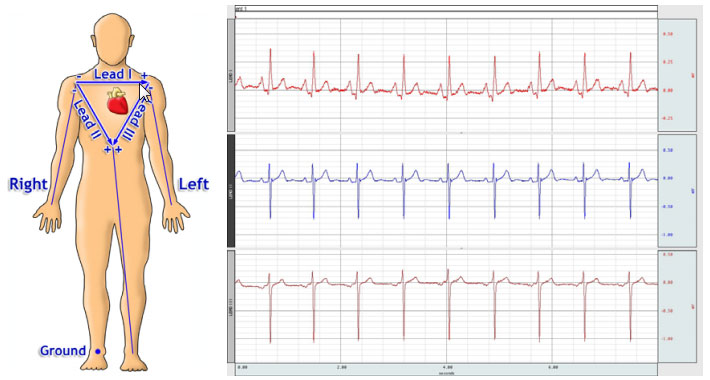 - Lead I +
-
-
Lead II
Lead III
+ +
Right
Left
Ground
0.50
0.25
0.00
-0.25
0.50
0.00
-0.50
-1.00
0.50
0.00
-0.50
-1.00
0.00
2.00
4.00
6.00
seconds